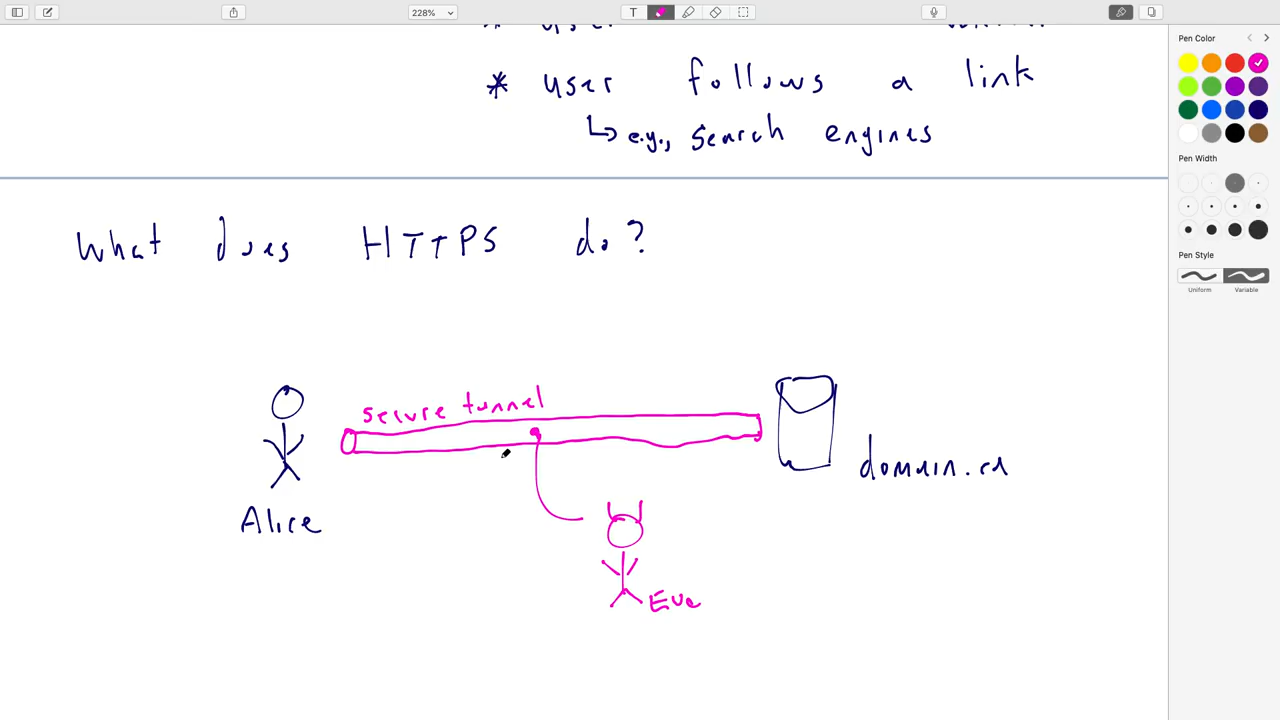 228%
T
* user
* user follows a link
↳ e.g., search engines
What does HTTPS do?
secure tunnel
domain.ca
Alice
Eve
Pen Color
Pen Width
Pen Style
Uniform Variable